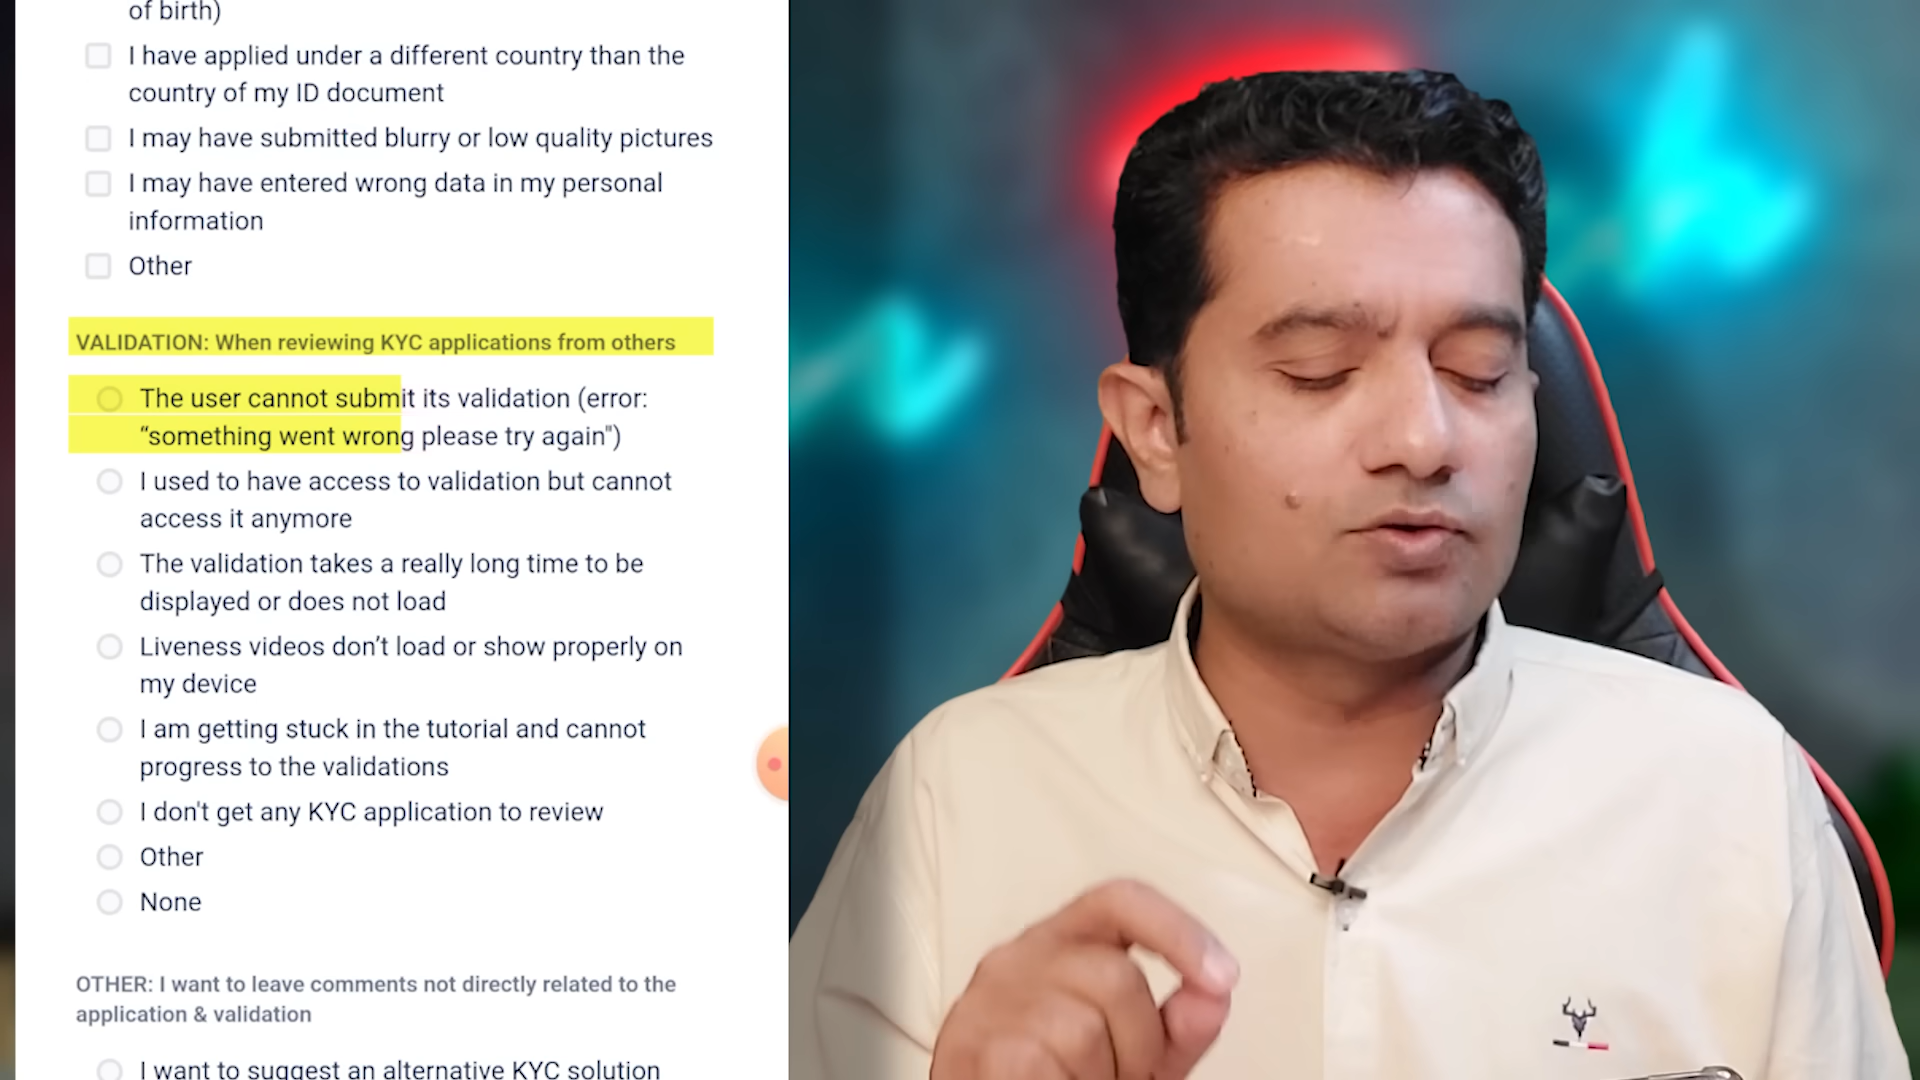 of birth)
I have applied under a different country than the
country of my ID document
I may have submitted blurry or low quality pictures
I may have entered wrong data in my personal
information
Other
VALIDATION: When reviewing KYC applications from others
The user cannot submit its validation (error:
“something went wrong please try again")
I used to have access to validation but cannot
access it anymore
The validation takes a really long time to be
displayed or does not load
Liveness videos don’t load or show properly on
my device
I am getting stuck in the tutorial and cannot
progress to the validations
I don't get any KYC application to review
Other
None
OTHER: I want to leave comments not directly related to the
application & validation
I want to suggest an alternative KYC solution